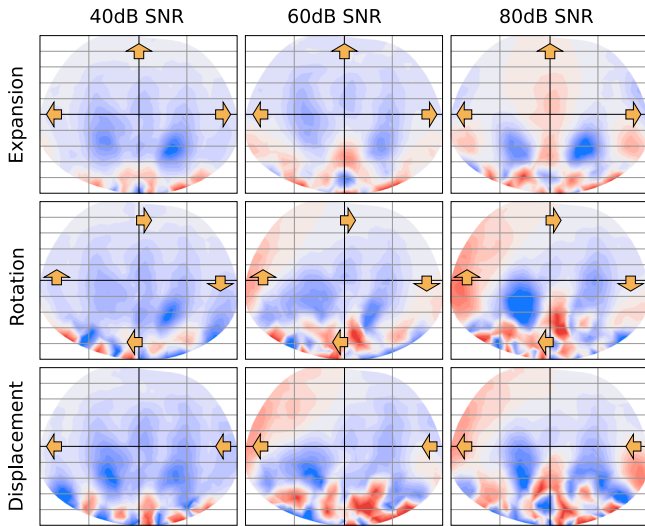 40dB SNR 60dB SNR 80dB SNR
Expansion
Rotation
Displacement